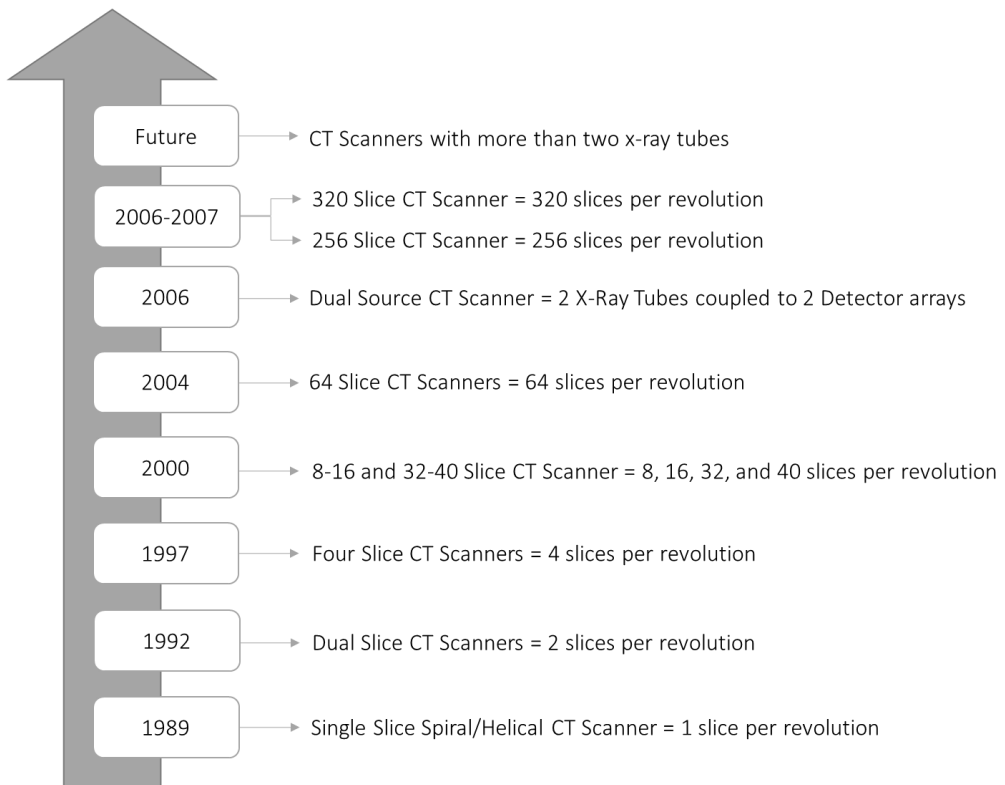 Future
CT Scanners with more than two x-ray tubes
2006-2007
320 Slice CT Scanner = 320 slices per revolution
256 Slice CT Scanner = 256 slices per revolution
2006
Dual Source CT Scanner = 2 X-Ray Tubes coupled to 2 Detector arrays
2004
64 Slice CT Scanners = 64 slices per revolution
2000
8-16 and 32-40 Slice CT Scanner = 8, 16, 32, and 40 slices per revolution
1997
Four Slice CT Scanners = 4 slices per revolution
1992
Dual Slice CT Scanners = 2 slices per revolution
1989
Single Slice Spiral/Helical CT Scanner = 1 slice per revolution